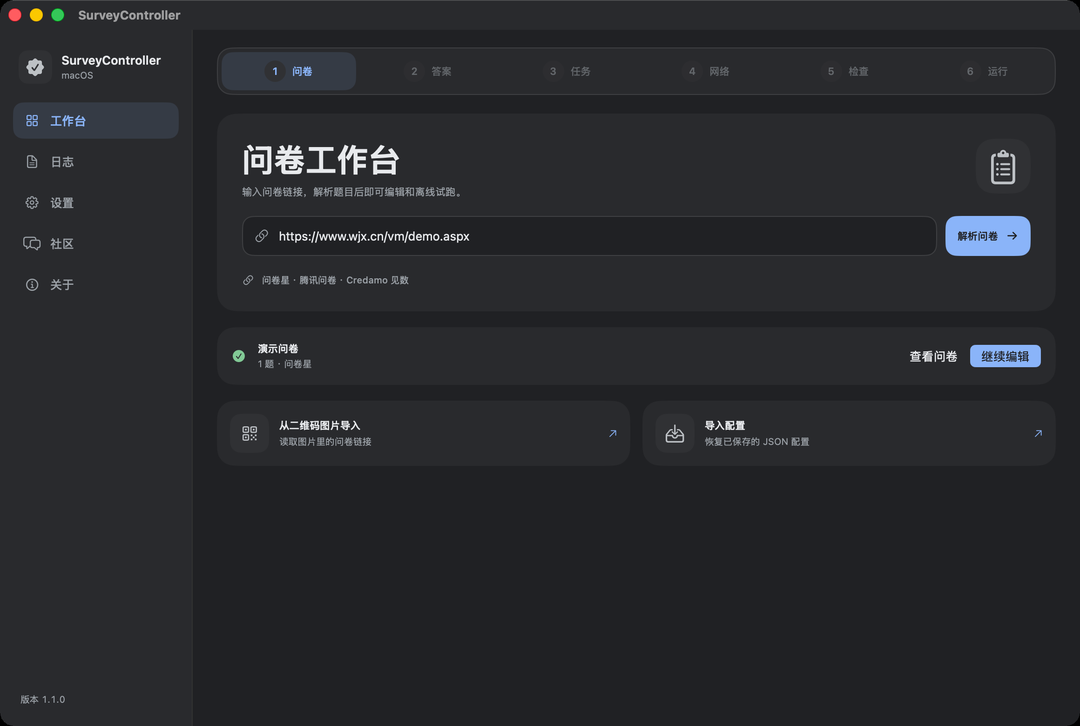 SurveyController
SurveyController
macOS
工作台
日志
设置
社区
关于
版本 1.1.0
1 问卷
2 答案
3 任务
4 网络
5 检查
6 运行
问卷工作台
输入问卷链接，解析题目后即可编辑和离线试跑。
https://www.wjx.cn/vm/demo.aspx
解析问卷
问卷星 · 腾讯问卷 · Credamo 见数
演示问卷
1 题 · 问卷星
查看问卷
继续编辑
从二维码图片导入
读取图片里的问卷链接
导入配置
恢复已保存的 JSON 配置